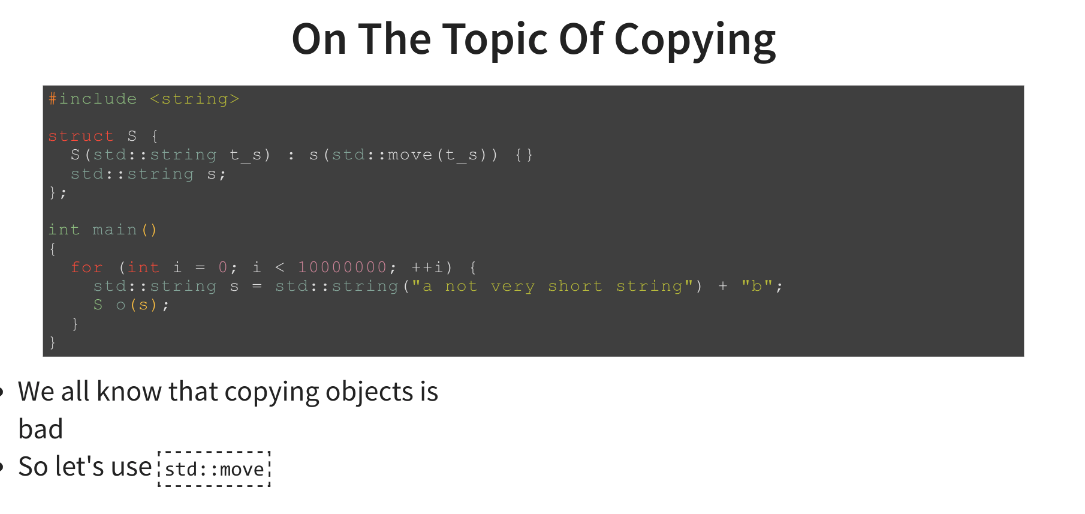 On The Topic Of Copying
#include <string>
struct S {
  S(std::string t_s) : s(std::move(t_s)) {}
  std::string s;
};
int main()
{
  for (int i = 0; i < 10000000; ++i) {
    std::string s = std::string("a not very short string") + "b";
    S o(s);
  }
}
• We all know that copying objects is
bad
• So let's use std::move